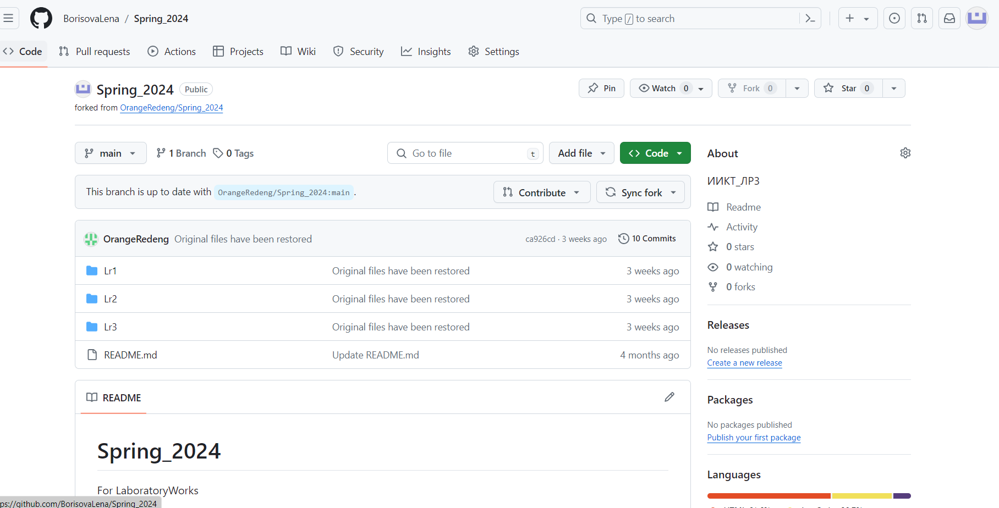 BorisovaLena / Spring_2024
Type / to search
Code Pull requests Actions Projects Wiki Security Insights Settings
Spring_2024 Public
Pin Watch 0 Fork 0 Star 0
forked from OrangeRedeng/Spring_2024
main 1 Branch 0 Tags
Go to file t
Add file
Code
This branch is up to date with OrangeRedeng/Spring_2024:main .
Contribute Sync fork
OrangeRedeng Original files have been restored ca926cd · 3 weeks ago 10 Commits
Lr1 Original files have been restored 3 weeks ago
Lr2 Original files have been restored 3 weeks ago
Lr3 Original files have been restored 3 weeks ago
README.md Update README.md 4 months ago
README
Spring_2024
For LaboratoryWorks
About
ИИКТ_ЛР3
Readme
Activity
0 stars
0 watching
0 forks
Releases
No releases published
Create a new release
Packages
No packages published
Publish your first package
Languages
ps://github.com/BorisovaLena/Spring_2024